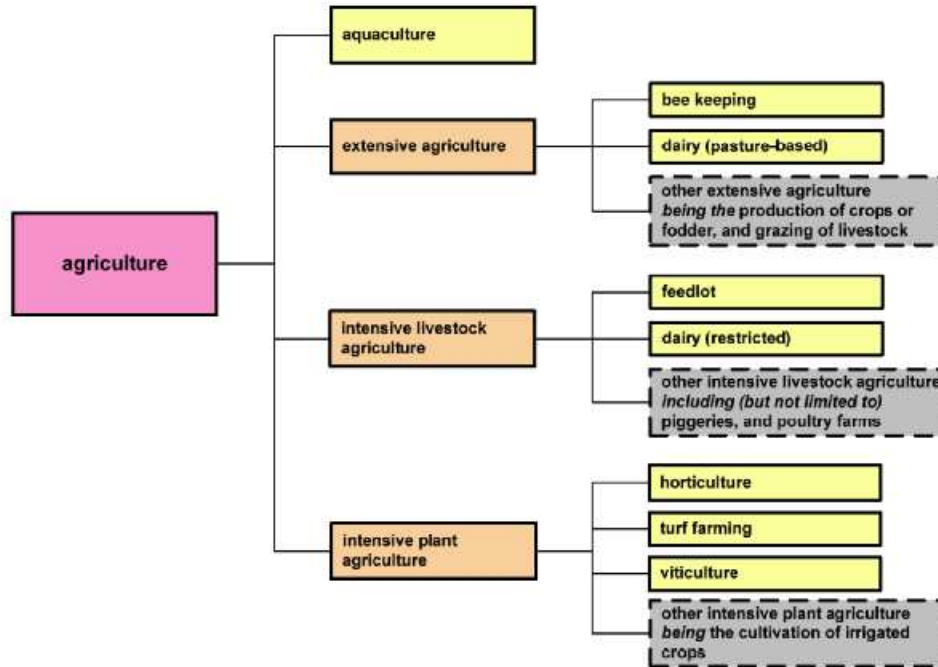 aquaculture
bee keeping
extensive agriculture
dairy (pasture-based)
other extensive agriculture
being the production of crops or
fodder, and grazing of livestock
agriculture
feedlot
intensive livestock
agriculture
dairy (restricted)
other intensive livestock agriculture
including (but not limited to)
piggeries, and poultry farms
horticulture
intensive plant
agriculture
turf farming
viticulture
other intensive plant agriculture
being the cultivation of irrigated
crops